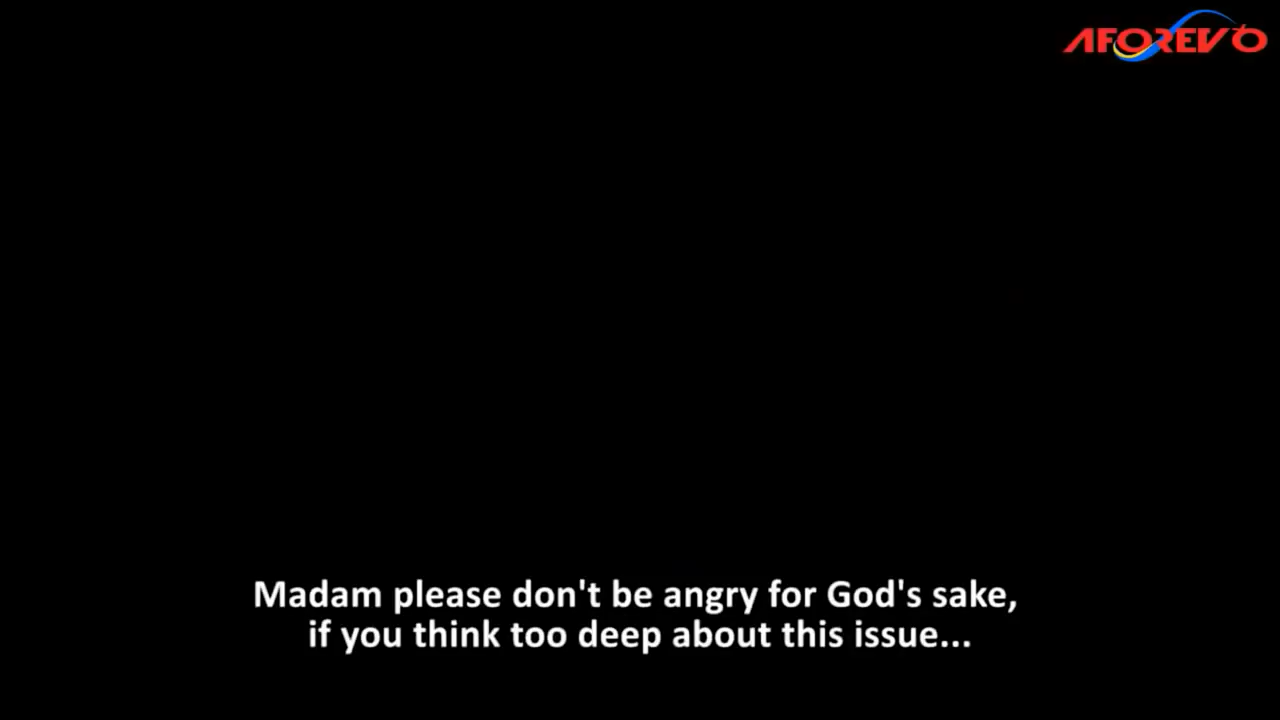 AFOREVO
Madam please don't be angry for God's sake,
if you think too deep about this issue...